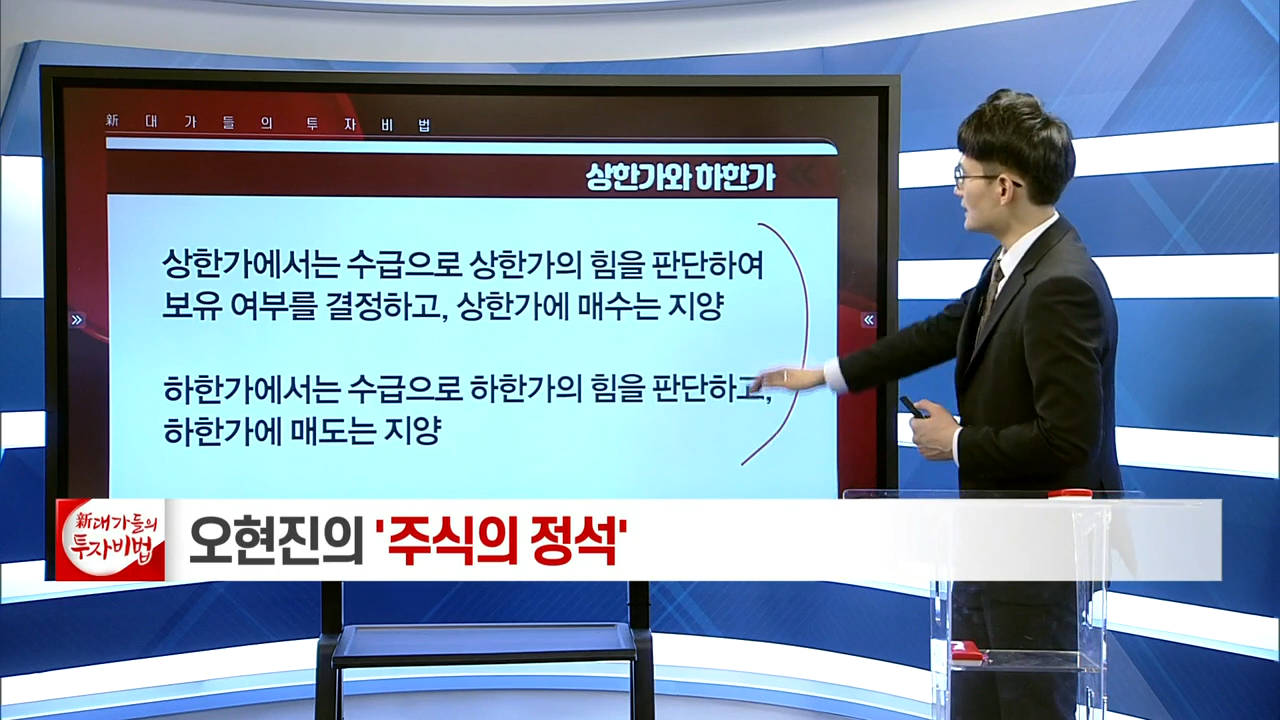 新 대가들의 투자비법
상한가와 하한가
상한가에서는 수급으로 상한가의 힘을 판단하여
보유 여부를 결정하고, 상한가에 매수는 지양
하한가에서는 수급으로 하한가의 힘을 판단하고,
하한가에 매도는 지양
新대가들의
투자비법
오현진의 '주식의 정석'